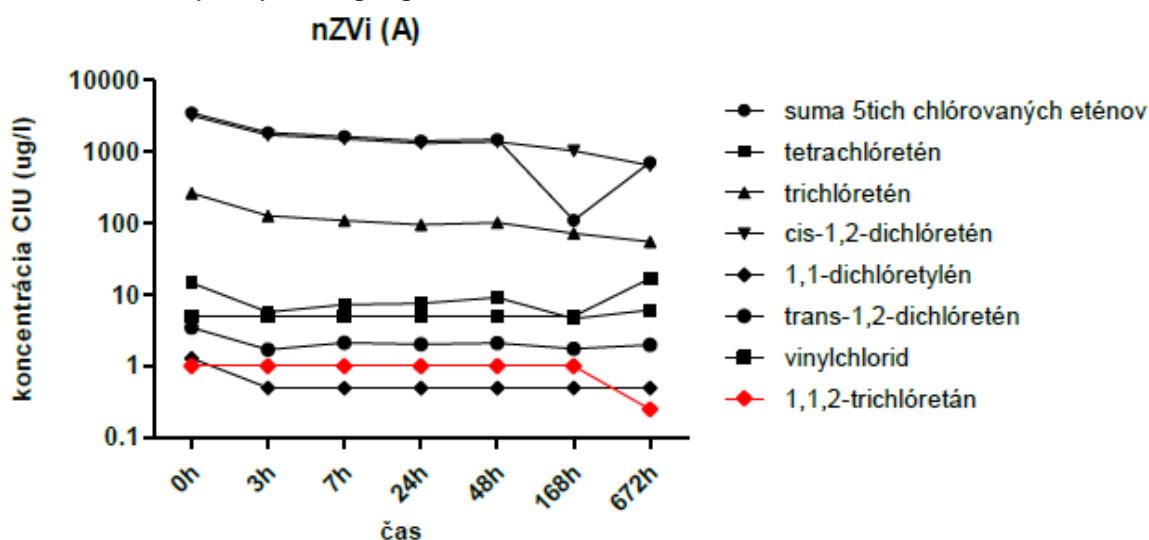 nZVi (A)
koncentrácia CIU (ug/l)
10000
1000
100
10
1
0.1
0h
3h
7h
24h
48h
168h
672h
čas
suma 5tich chlórovaných eténov
tetrachlóretén
trichlóretén
cis-1,2-dichlóretén
1,1-dichlóretylén
trans-1,2-dichlóretén
vinylchlorid
1,1,2-trichlóretán